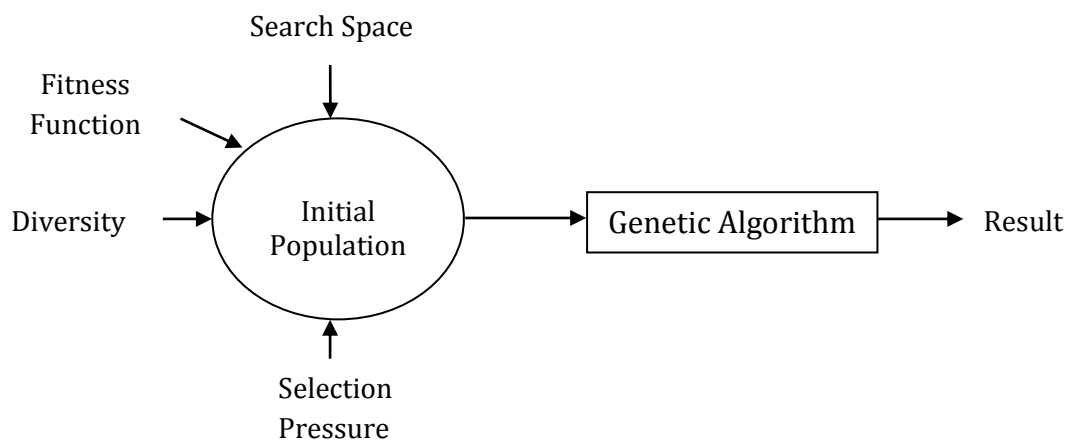 Search Space
Fitness
Function
Diversity
Initial
Population
Genetic Algorithm
Result
Selection
Pressure